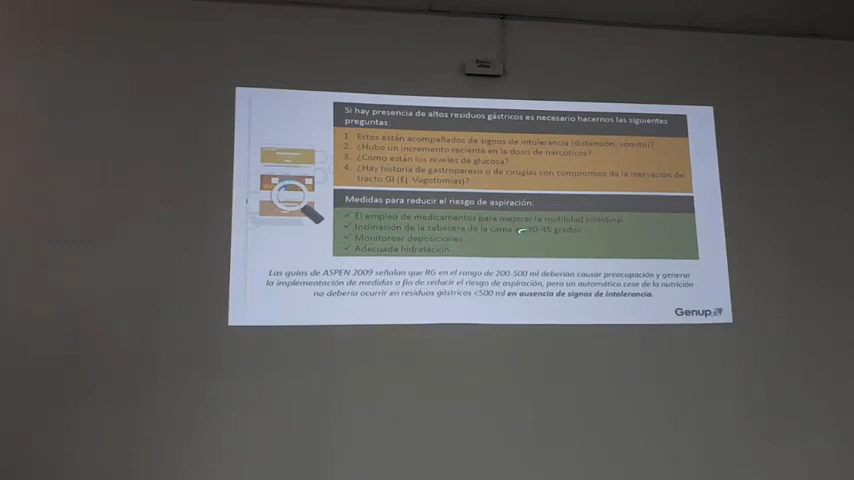 Si hay presencia de altos residuos gástricos es necesario hacernos las siguientes
preguntas:
1. Estos están acompañados de signos de intolerancia (distensión, vómito)?
2. ¿Hubo un incremento reciente en la dosis de narcóticos?
3. ¿Como están los niveles de glucosa?
4. ¿Hay historia de gastroparesis o de cirugías con compromiso de la inervación del
tracto GI (Ej. Vagotomias)?
Medidas para reducir el riesgo de aspiración:
✓ El empleo de medicamentos para mejorar la motilidad intestinal
✓ Inclinación de la cabecera de la cama 30-45 grados
✓ Monitorear deposiciones
✓ Adecuada hidratación
Las guías de ASPEN 2009 señalan que RG en el rango de 200-500 ml deberían causar preocupación y generar
la implementación de medidas a fin de reducir el riesgo de aspiración, pero un automático cese de la nutrición
no debería ocurrir en residuos gástricos <500 ml en ausencia de signos de intolerancia.
Genup